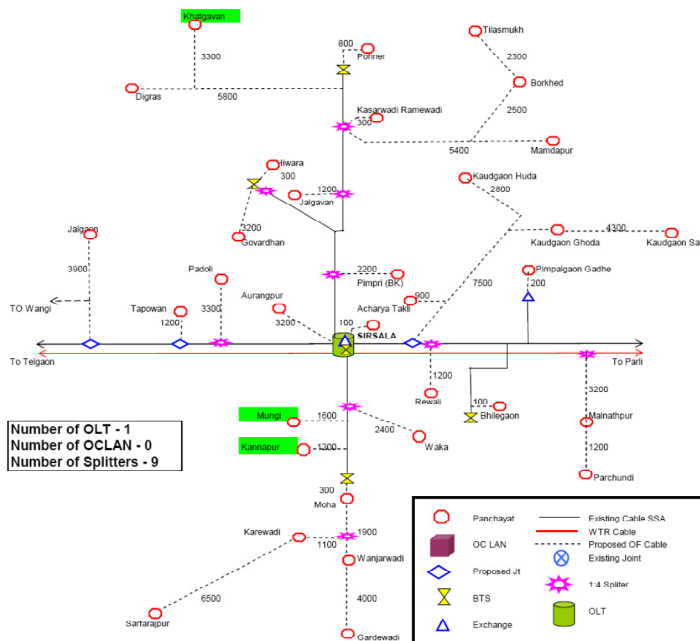 Khatgavan
3300
Digras
5800
800
Pohner
Tilasmukh
2300
Borkhed
2500
Kasarwadi Ramewadi
300
5400
Mamdapur
Hiwara
300
1200
Jalgavan
3200
Govardhan
Kaudgaon Huda
2800
Kaudgaon Ghoda
4300
Kaudgaon Sa
Jalgaon
3900
TO Wangi
Padoli
3300
Tapowan
1200
Aurangpur
3200
2200
Pimpri (BK)
Acharya Takli
100
SIRSALA
900
7500
Pimpalgaon Gadhe
200
To Telgaon
To Parli
1200
Rewali
100
Bhilegaon
3200
Malnathpur
1200
Parchundi
Mungi
1600
2400
Waka
Kannapur
1300
300
Moha
1900
Karewadi
1100
Wanjarwadi
6500
Sarfarajpur
4000
Gardewadi
Number of OLT - 1
Number of OCLAN - 0
Number of Splitters - 9
Panchayat
OC LAN
Proposed Jt
BTS
Exchange
Existing Cable SSA
WTR Cable
Proposed OF Cable
Existing Joint
1:4 Spliter
OLT